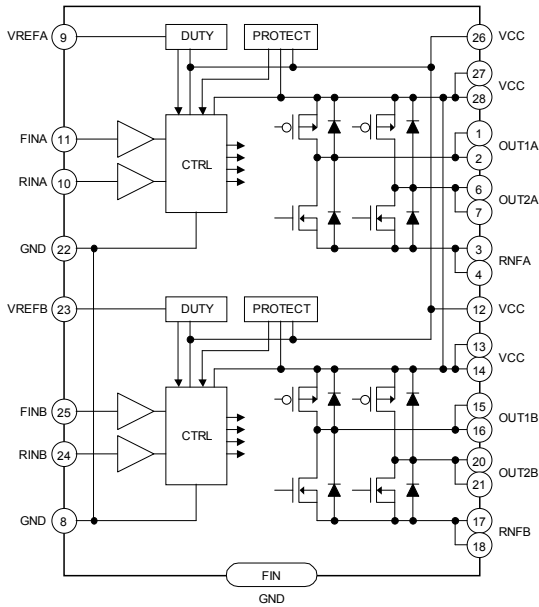 VREFA 9 DUTY PROTECT 26 VCC
27
VCC
28
FINA 11 1
OUT1A
CTRL 2
RINA 10 6
OUT2A
7
GND 22 3
RNFA
4
VREFB 23 DUTY PROTECT 12 VCC
13
VCC
14
FINB 25 15
OUT1B
CTRL 16
RINB 24 20
OUT2B
21
GND 8 17
RNFB
18
FIN
GND